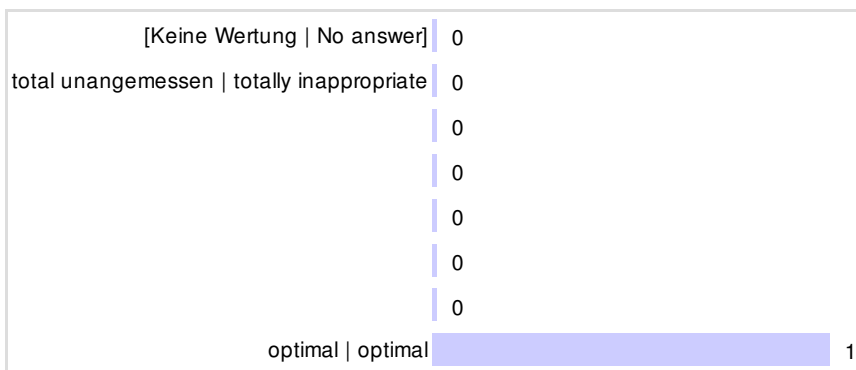 [Keine Wertung | No answer] 0
total unangemessen | totally inappropriate 0
0
0
0
0
0
optimal | optimal 1